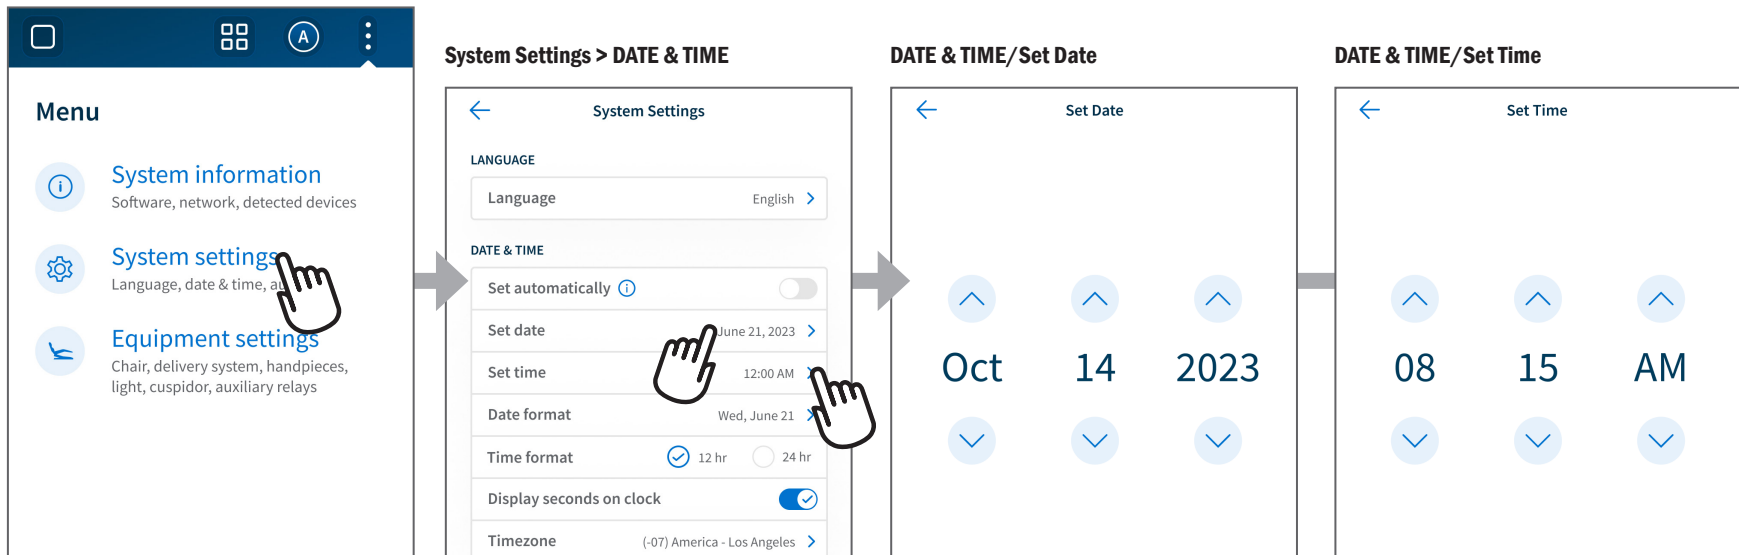 A
Menu
System information
Software, network, detected devices
System settings
Language, date & time, au
Equipment settings
Chair, delivery system, handpieces,
light, cuspidor, auxiliary relays
System Settings > DATE & TIME
System Settings
LANGUAGE
Language English
DATE & TIME
Set automatically
Set date June 21, 2023
Set time 12:00 AM
Date format Wed, June 21
Time format 12 hr 24 hr
Display seconds on clock
Timezone (-07) America - Los Angeles
DATE & TIME/Set Date
Set Date
Oct 14 2023
DATE & TIME/Set Time
Set Time
08 15 AM